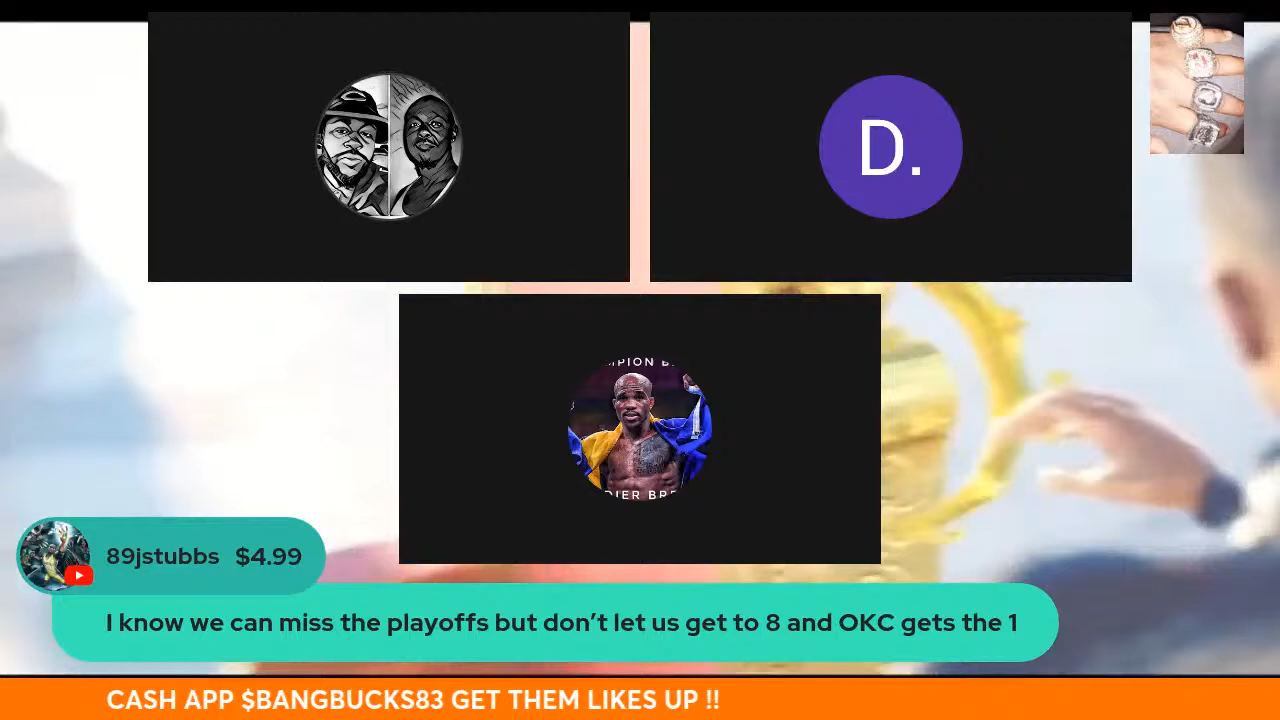 D.
89jstubbs $4.99
I know we can miss the playoffs but don’t let us get to 8 and OKC gets the 1
CASH APP $BANGBUCKS83 GET THEM LIKES UP !!